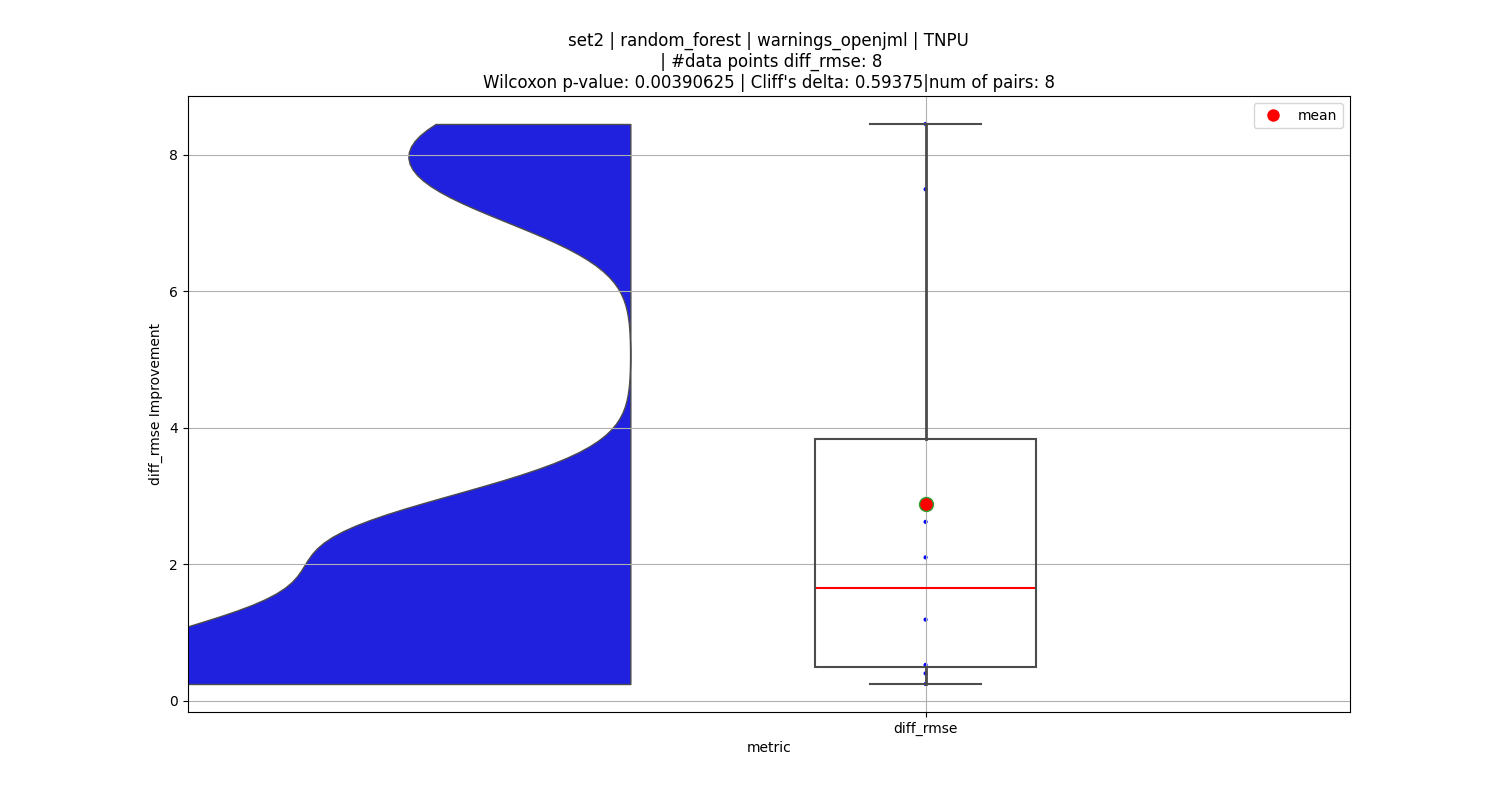 set2 | random_forest | warnings_openjml | TNPU
| #data points diff_rmse: 8
Wilcoxon p-value: 0.00390625 | Cliff's delta: 0.59375|num of pairs: 8
mean
8
6
4
2
0
diff_rmse Improvement
diff_rmse
metric